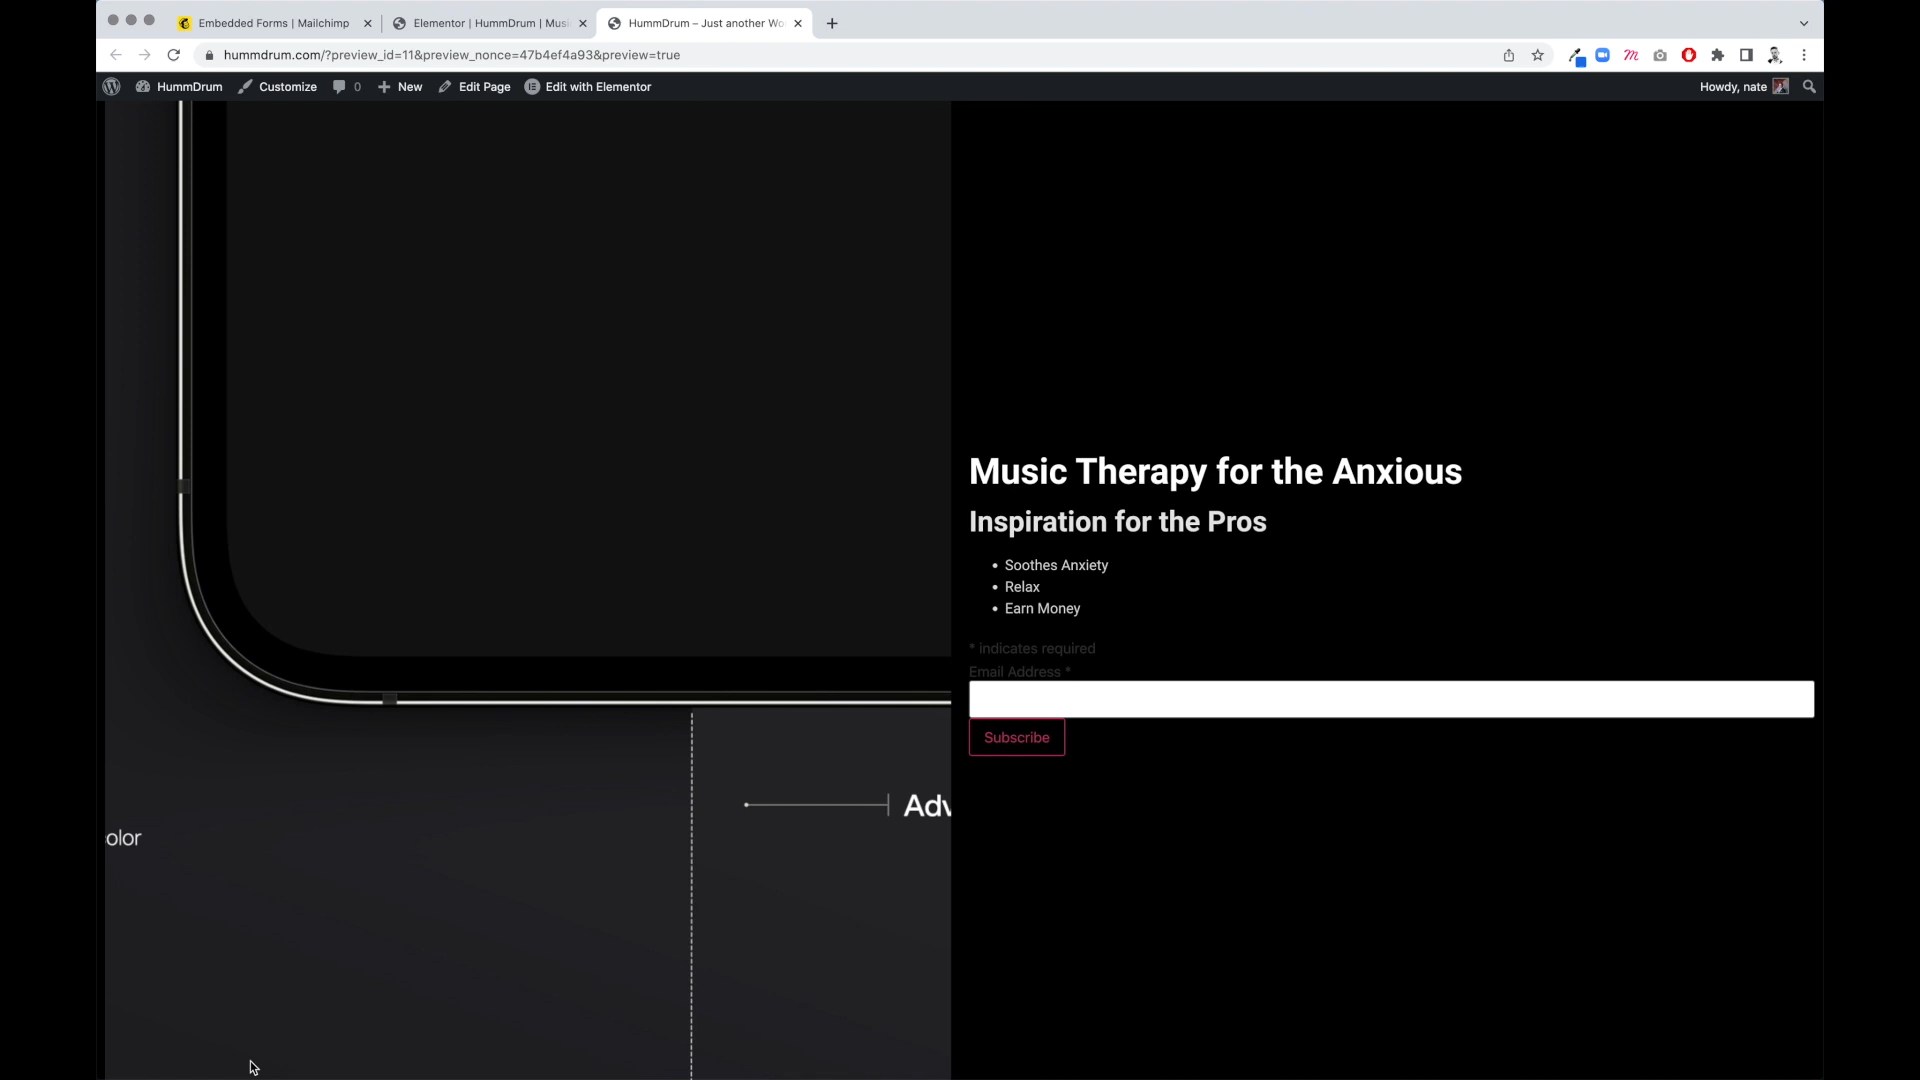 Embedded Forms | Mailchimp
Elementor | HummDrum | Musi
HummDrum – Just another Wo
hummdrum.com/?preview_id=11&preview_nonce=47b4ef4a93&preview=true
HummDrum
Customize
0
New
Edit Page
Edit with Elementor
Howdy, nate
Music Therapy for the Anxious
Inspiration for the Pros
• Soothes Anxiety
• Relax
• Earn Money
* indicates required
Email Address *
Subscribe
Adv
olor